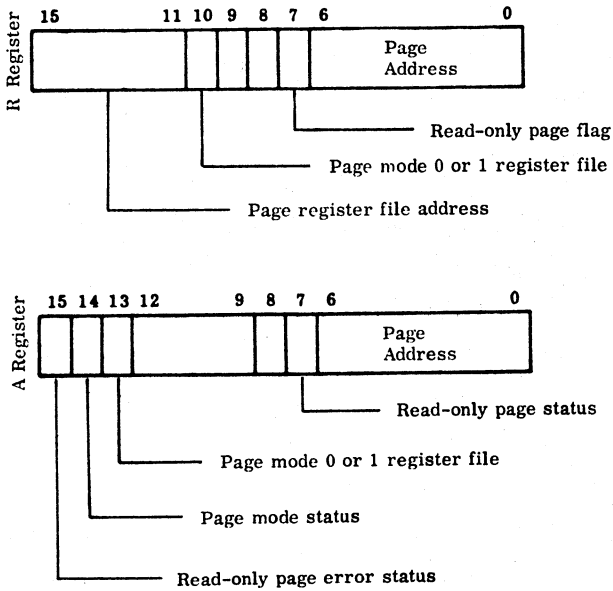 15 11 10 9 8 7 6 0
R Register
Page
Address
Read-only page flag
Page mode 0 or 1 register file
Page register file address
15 14 13 12 9 8 7 6 0
A Register
Page
Address
Read-only page status
Page mode 0 or 1 register file
Page mode status
Read-only page error status